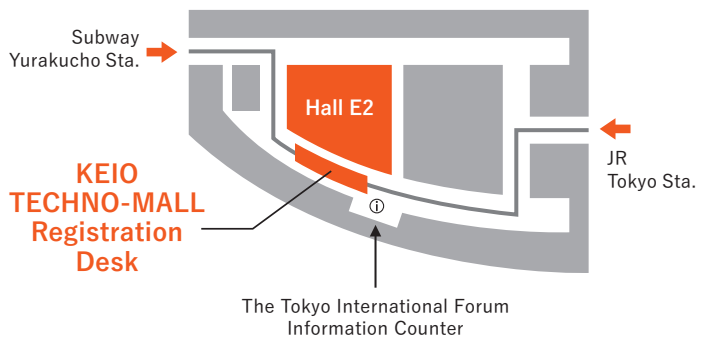 Subway
Yurakucho Sta.
Hall E2
JR
Tokyo Sta.
KEIO
TECHNO-MALL
Registration
Desk
i
The Tokyo International Forum
Information Counter